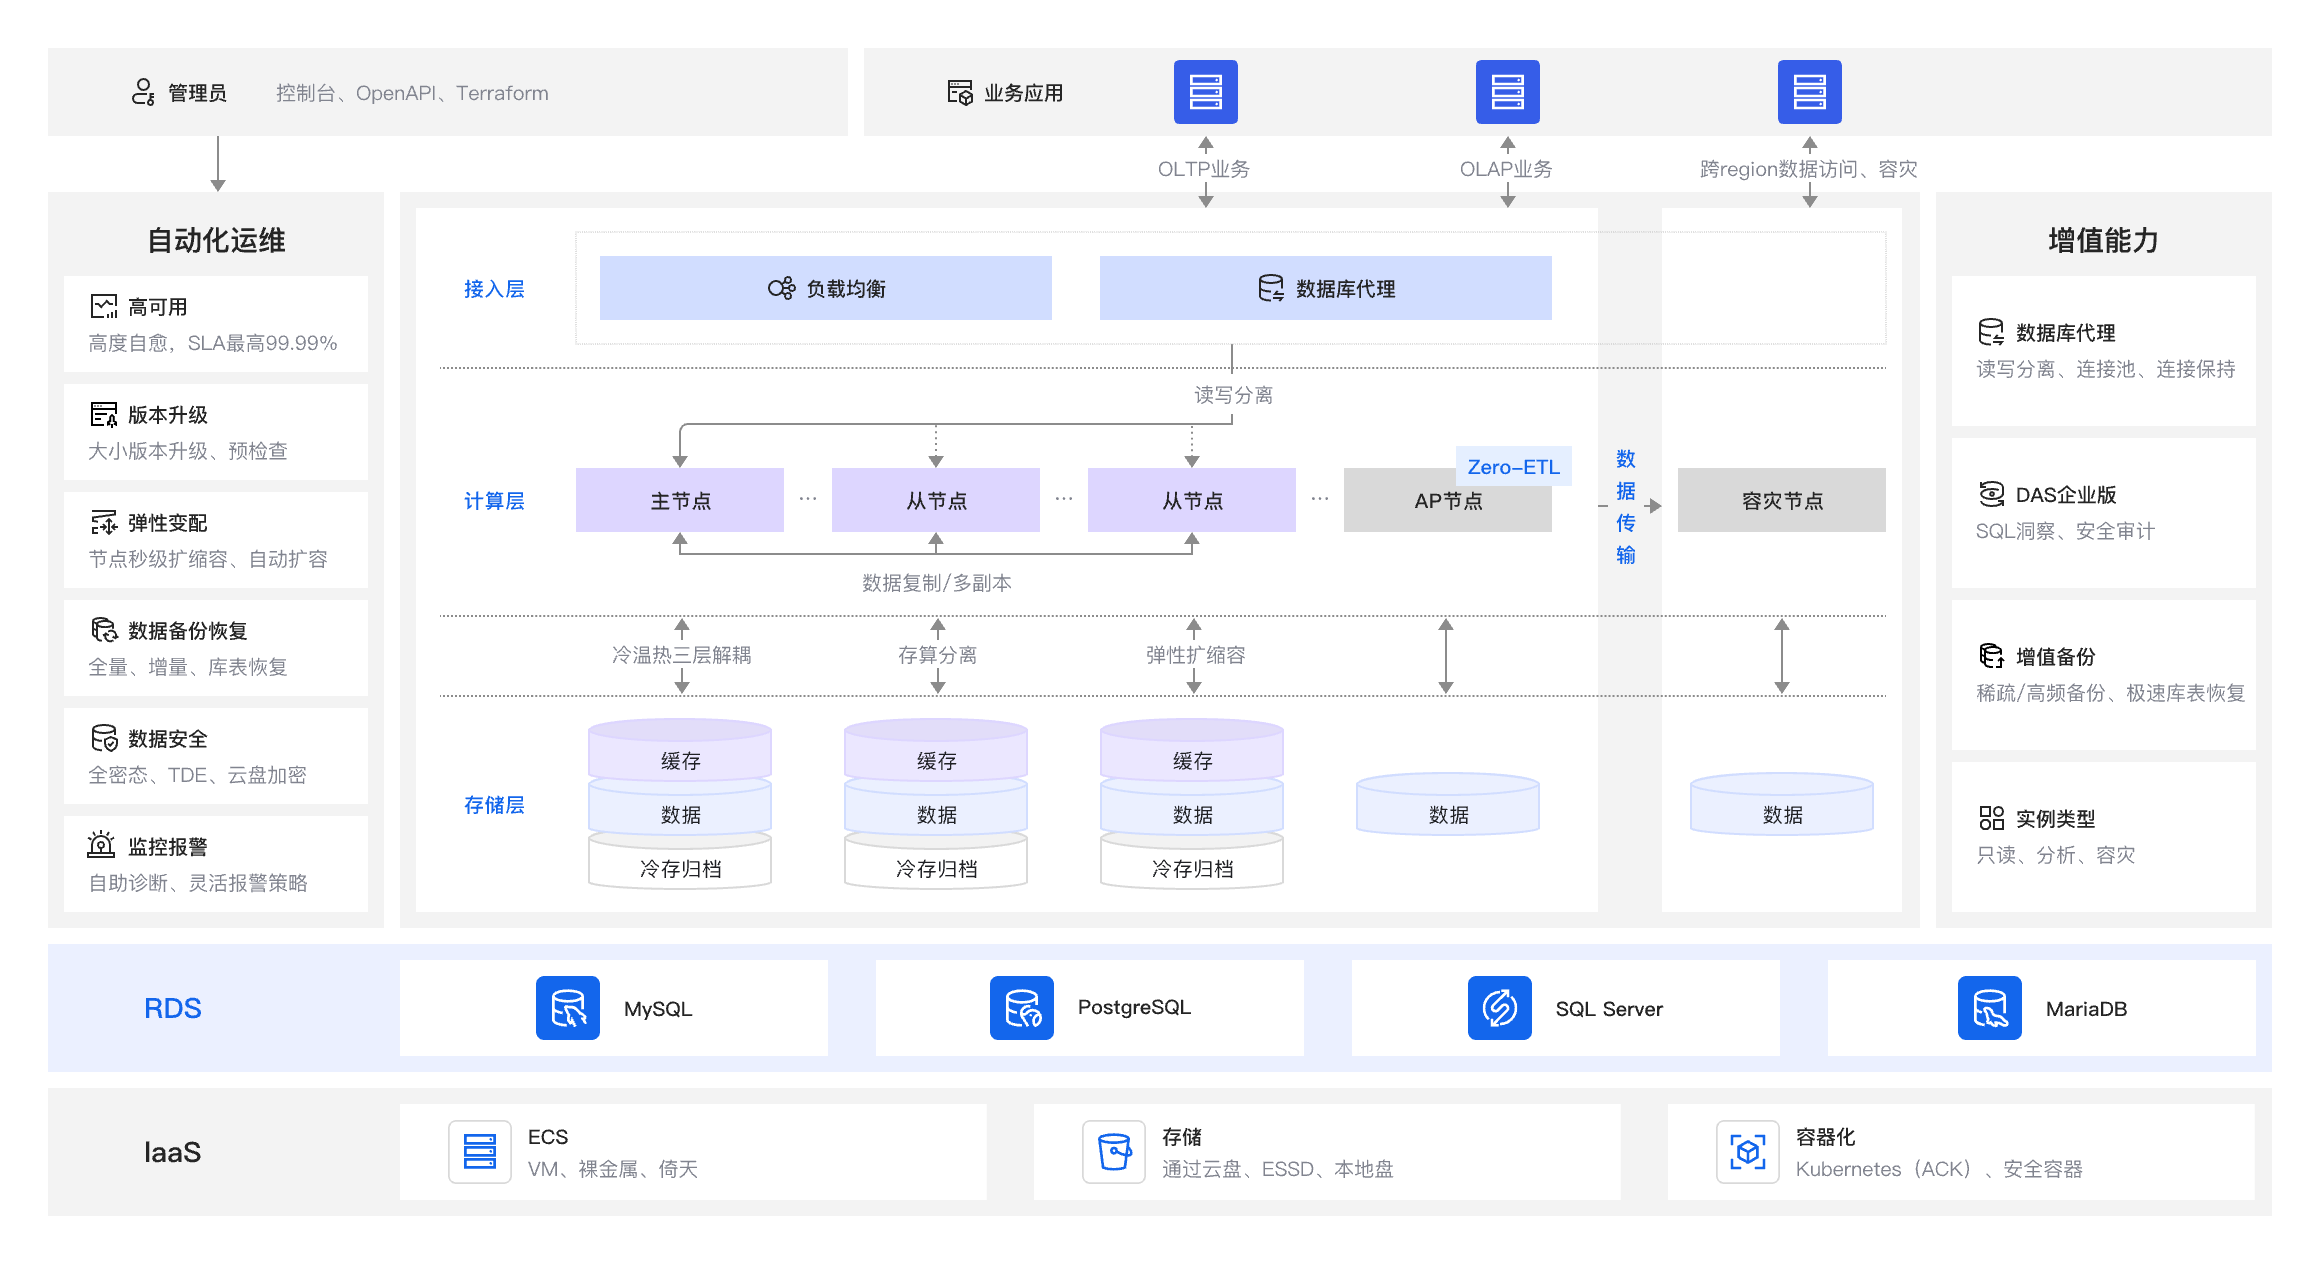 管理员
控制台、OpenAPI、Terraform
业务应用
OLTP业务
OLAP业务
跨region数据访问、容灾
自动化运维
高可用
高度自愈，SLA最高99.99%
版本升级
大小版本升级、预检查
弹性变配
节点秒级扩缩容、自动扩容
数据备份恢复
全量、增量、库表恢复
数据安全
全密态、TDE、云盘加密
监控报警
自助诊断、灵活报警策略
接入层
负载均衡
数据库代理
读写分离
计算层
主节点
...
从节点
...
从节点
...
AP节点
Zero-ETL
数据传输
容灾节点
数据复制/多副本
冷温热三层解耦
存算分离
弹性扩缩容
存储层
缓存
数据
冷存归档
缓存
数据
冷存归档
缓存
数据
冷存归档
数据
数据
增值能力
数据库代理
读写分离、连接池、连接保持
DAS企业版
SQL洞察、安全审计
增值备份
稀疏/高频备份、极速库表恢复
实例类型
只读、分析、容灾
RDS
MySQL
PostgreSQL
SQL Server
MariaDB
IaaS
ECS
VM、裸金属、倚天
存储
通过云盘、ESSD、本地盘
容器化
Kubernetes（ACK）、安全容器